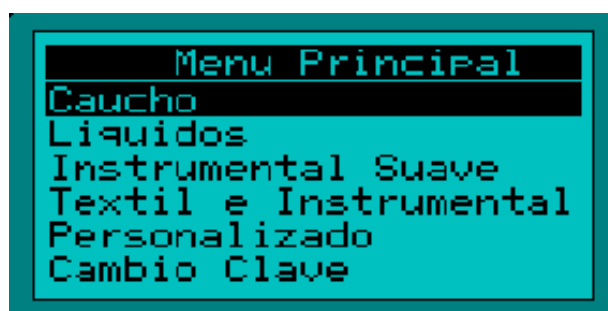 Menu Principal
Caucho
Liquidos
Instrumental Suave
Textil e Instrumental
Personalizado
Cambio Clave